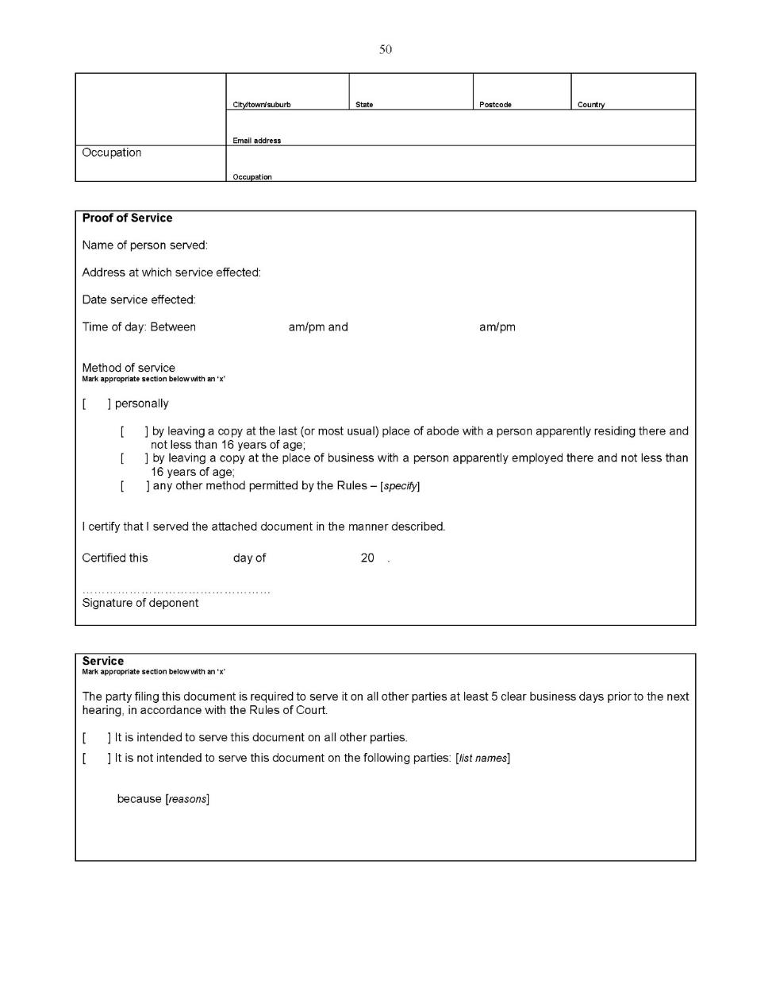 50
City/town/suburb State Postcode Country
Email address
Occupation
Occupation
Proof of Service
Name of person served:
Address at which service effected:
Date service effected:
Time of day: Between am/pm and am/pm
Method of service
Mark appropriate section below with an ‘x’
[ ] personally
[ ] by leaving a copy at the last (or most usual) place of abode with a person apparently residing there and
not less than 16 years of age;
[ ] by leaving a copy at the place of business with a person apparently employed there and not less than
16 years of age;
[ ] any other method permitted by the Rules – [specify]
I certify that I served the attached document in the manner described.
Certified this day of 20 .
…………………………………………
Signature of deponent
Service
Mark appropriate section below with an ‘x’
The party filing this document is required to serve it on all other parties at least 5 clear business days prior to the next
hearing, in accordance with the Rules of Court.
[ ] It is intended to serve this document on all other parties.
[ ] It is not intended to serve this document on the following parties: [list names]
because [reasons]